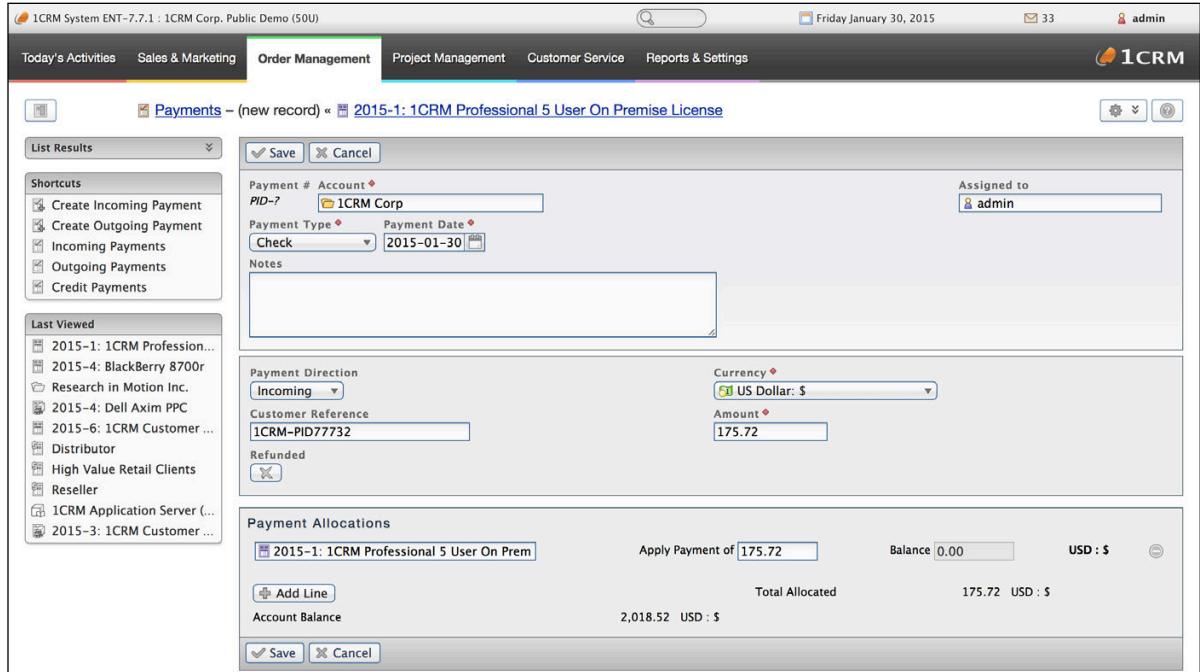 1CRM System ENT-7.7.1 : 1CRM Corp. Public Demo (50U)
Friday January 30, 2015
33
admin
Today's Activities
Sales & Marketing
Order Management
Project Management
Customer Service
Reports & Settings
1CRM
Payments – (new record) « 2015-1: 1CRM Professional 5 User On Premise License
List Results
Shortcuts
Create Incoming Payment
Create Outgoing Payment
Incoming Payments
Outgoing Payments
Credit Payments
Last Viewed
2015-1: 1CRM Profession...
2015-4: BlackBerry 8700r
Research in Motion Inc.
2015-4: Dell Axim PPC
2015-6: 1CRM Customer ...
Distributor
High Value Retail Clients
Reseller
1CRM Application Server (...
2015-3: 1CRM Customer ...
Save
Cancel
Payment #
Account
Assigned to
PID-?
1CRM Corp
admin
Payment Type
Payment Date
Check
2015-01-30
Notes
Payment Direction
Currency
Incoming
US Dollar: $
Customer Reference
Amount
1CRM-PID77732
175.72
Refunded
Payment Allocations
2015-1: 1CRM Professional 5 User On Prem
Apply Payment of 175.72
Balance 0.00
USD : $
Add Line
Total Allocated
175.72 USD : $
Account Balance
2,018.52 USD : $
Save
Cancel